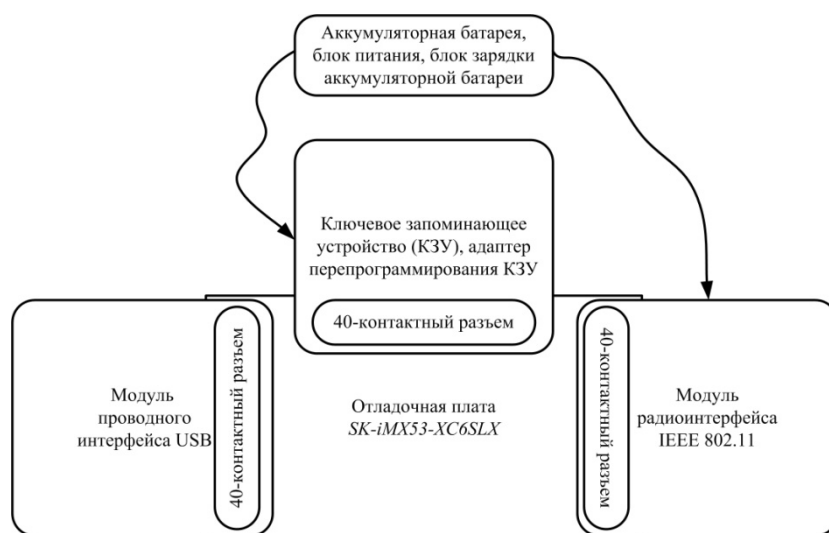 Аккумуляторная батарея,
блок питания, блок зарядки
аккумуляторной батареи
Ключевое запоминающее
устройство (КЗУ), адаптер
перепрограммирования КЗУ
40-контактный разъем
Модуль
проводного
интерфейса USB
40-контактный разъем
Отладочная плата
SK-iMX53-XC6SLX
40-контактный разъем
Модуль
радиоинтерфейса
IEEE 802.11